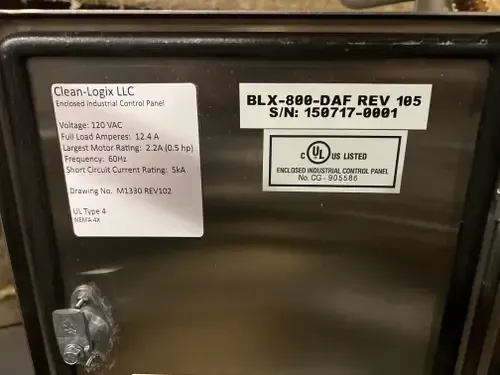 Clean-Logix LLC
Enclosed Industrial Control Panel
Voltage: 120 VAC
Full Load Amperes: 12.4 A
Largest Motor Rating: 2.2A (0.5 hp)
Frequency: 60Hz
Short Circuit Current Rating: 5kA
Drawing No. M1330 REV102
UL Type 4
NEMA 4X
BLX-800-DAF REV 105
S/N: 150717-0001
C UL US LISTED
ENCLOSED INDUSTRIAL CONTROL PANEL
No. CG - 905586